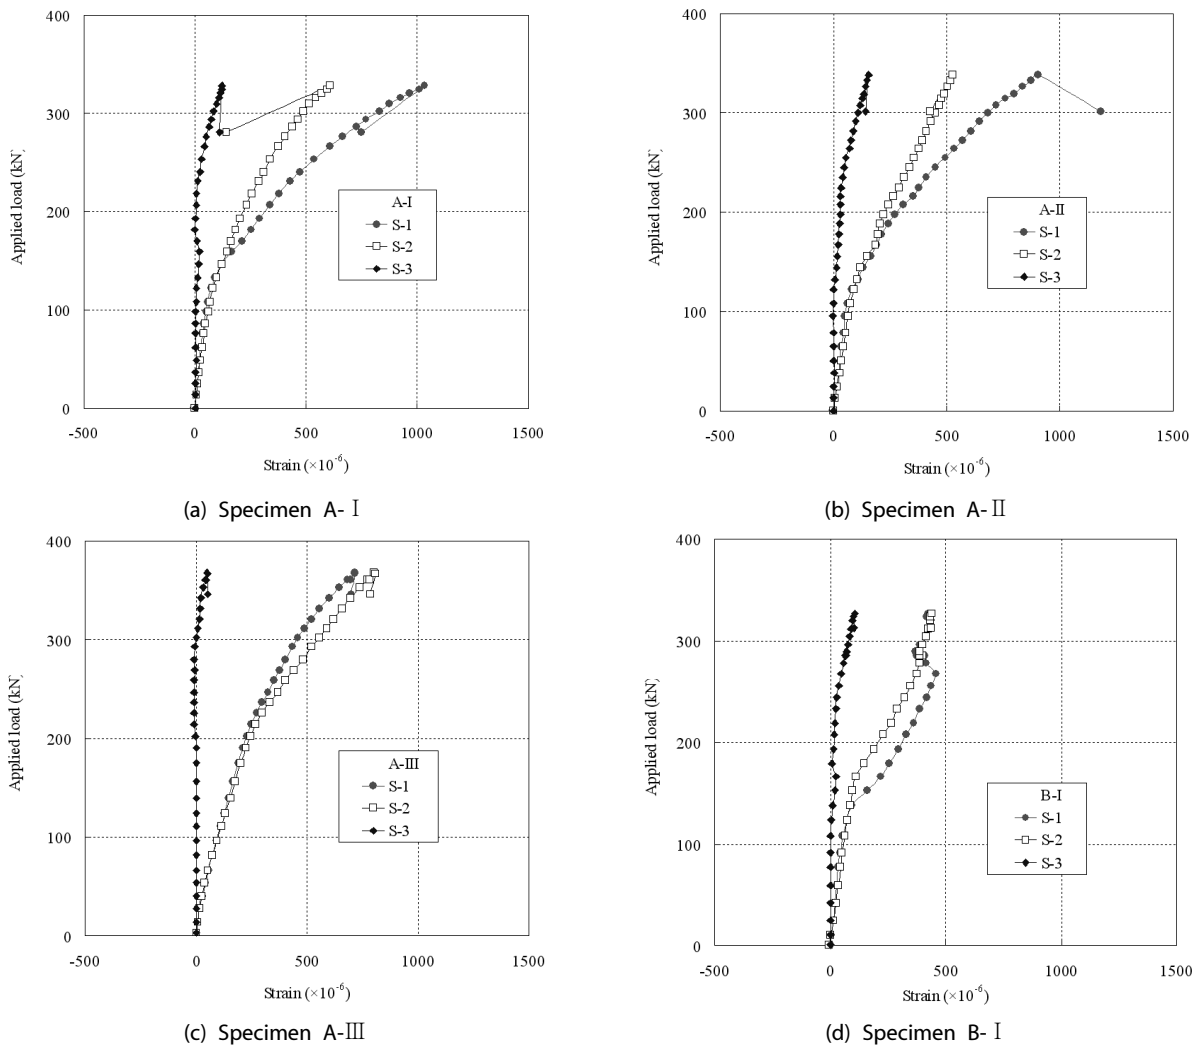 400
300
200
100
0
-500 0 500 1000 1500
Applied load (kN)
Strain (×10-6)
A-I
S-1
S-2
S-3
(a) Specimen A-Ⅰ
400
300
200
100
0
-500 0 500 1000 1500
Applied load (kN)
Strain (×10-6)
A-II
S-1
S-2
S-3
(b) Specimen A-Ⅱ
400
300
200
100
0
-500 0 500 1000 1500
Applied load (kN)
Strain (×10-6)
A-III
S-1
S-2
S-3
(c) Specimen A-Ⅲ
400
300
200
100
0
-500 0 500 1000 1500
Applied load (kN)
Strain (×10-6)
B-I
S-1
S-2
S-3
(d) Specimen B-Ⅰ